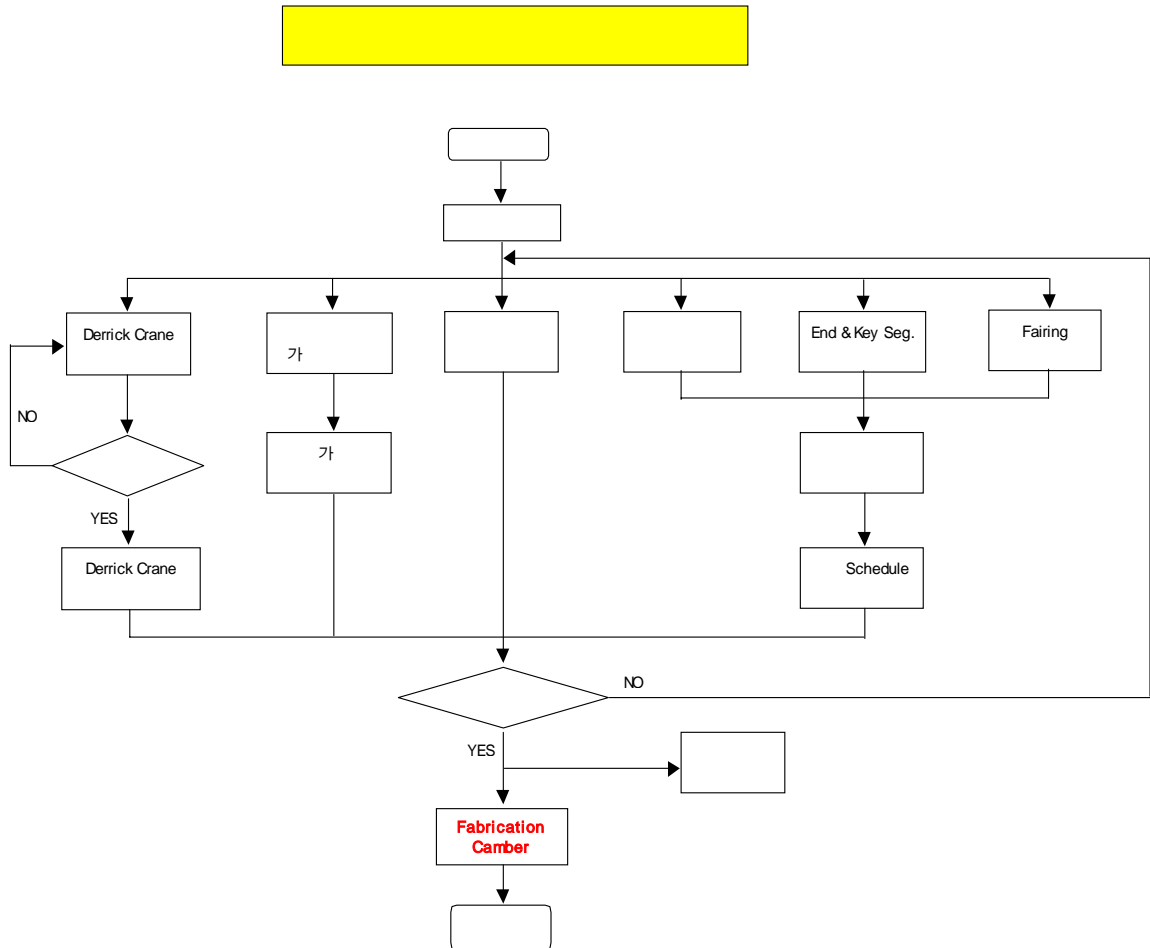 Derrick Crane
가
End & Key Seg.
Fairing
NO
가
YES
Derrick Crane
Schedule
NO
YES
Fabrication
Camber